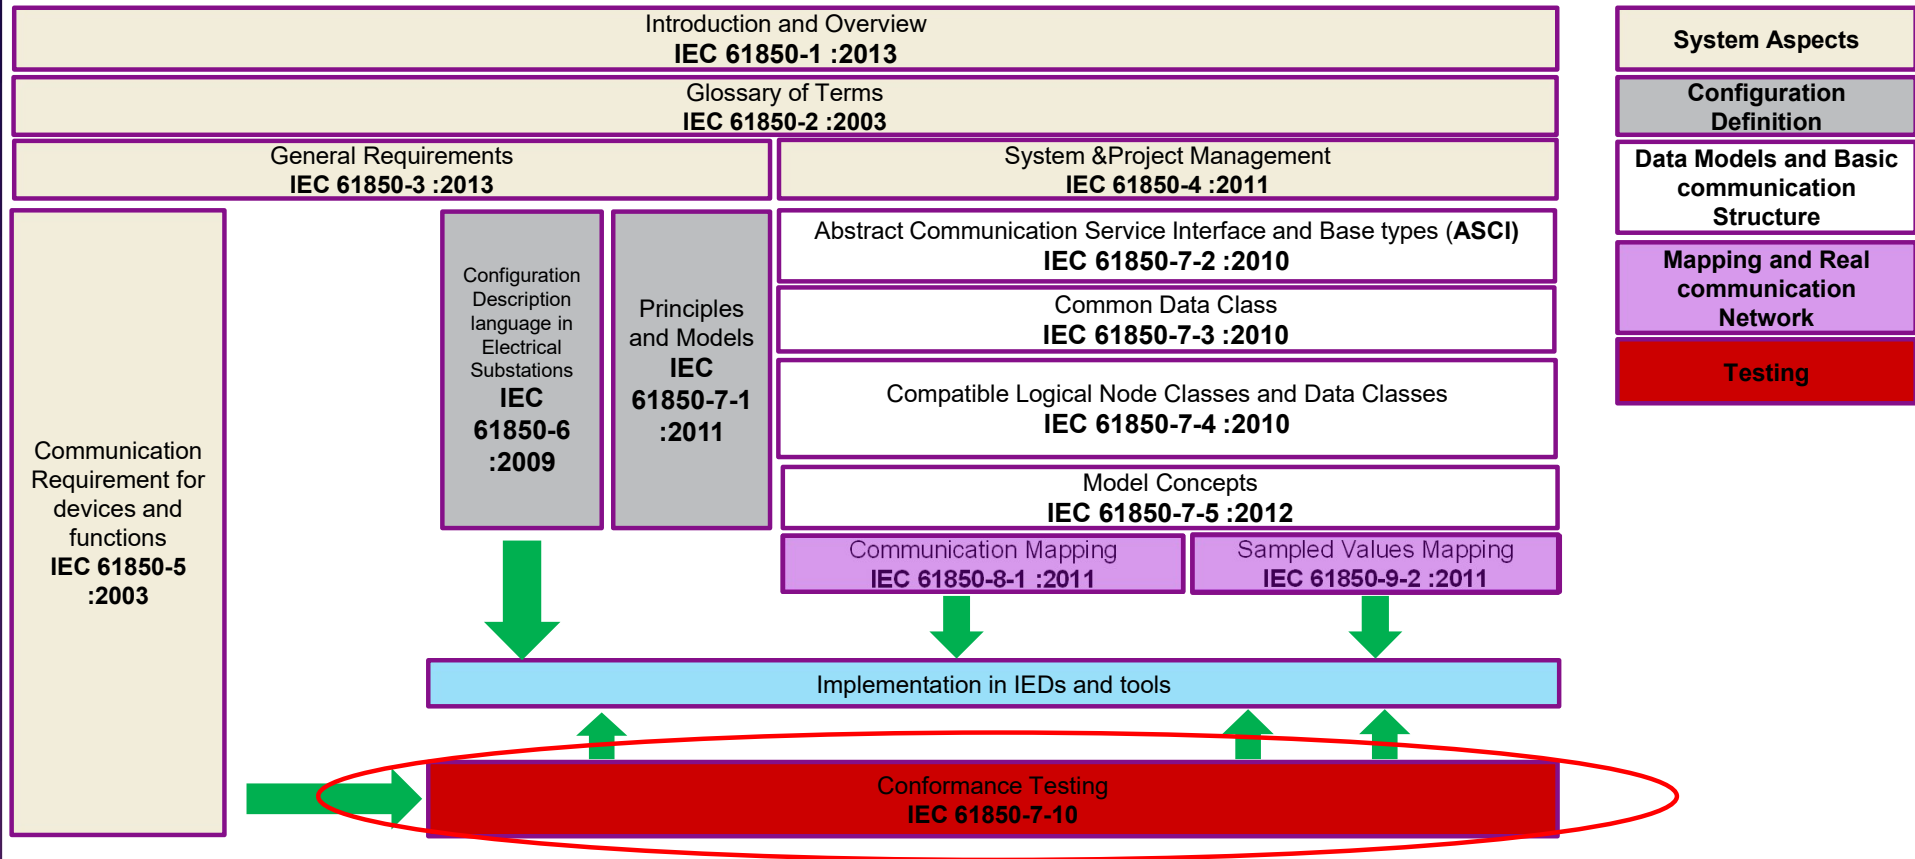 Introduction and Overview
IEC 61850-1 :2013
Glossary of Terms
IEC 61850-2 :2003
General Requirements
IEC 61850-3 :2013
System &Project Management
IEC 61850-4 :2011
Communication
Requirement for
devices and
functions
IEC 61850-5
:2003
Configuration
Description
language in
Electrical
Substations
IEC
61850-6
:2009
Principles
and Models
IEC
61850-7-1
:2011
Abstract Communication Service Interface and Base types (ASCI)
IEC 61850-7-2 :2010
Common Data Class
IEC 61850-7-3 :2010
Compatible Logical Node Classes and Data Classes
IEC 61850-7-4 :2010
Model Concepts
IEC 61850-7-5 :2012
Communication Mapping
IEC 61850-8-1 :2011
Sampled Values Mapping
IEC 61850-9-2 :2011
Implementation in IEDs and tools
Conformance Testing
IEC 61850-7-10
System Aspects
Configuration
Definition
Data Models and Basic
communication
Structure
Mapping and Real
communication
Network
Testing